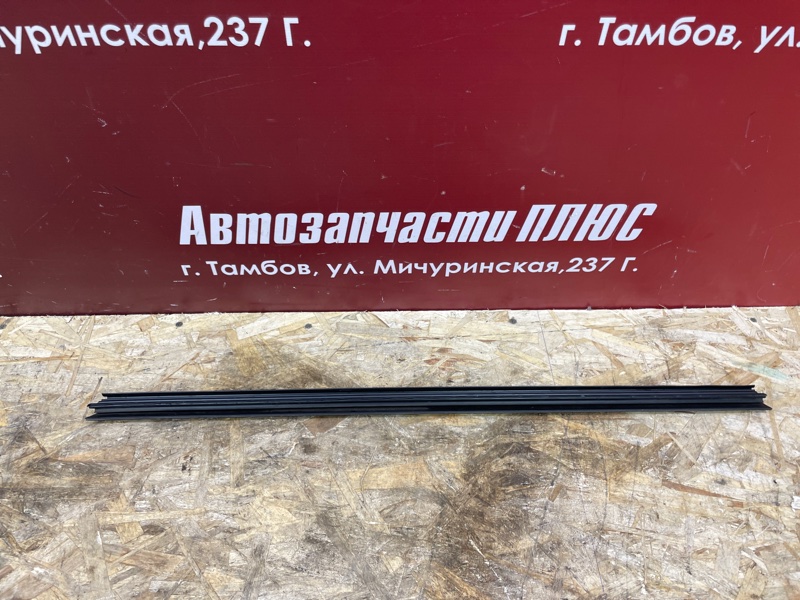 чуринская,237 Г.
г. Тамбов, ул.
Автозапчасти ПЛЮС
г. Тамбов, ул. Мичуринская,237 Г.